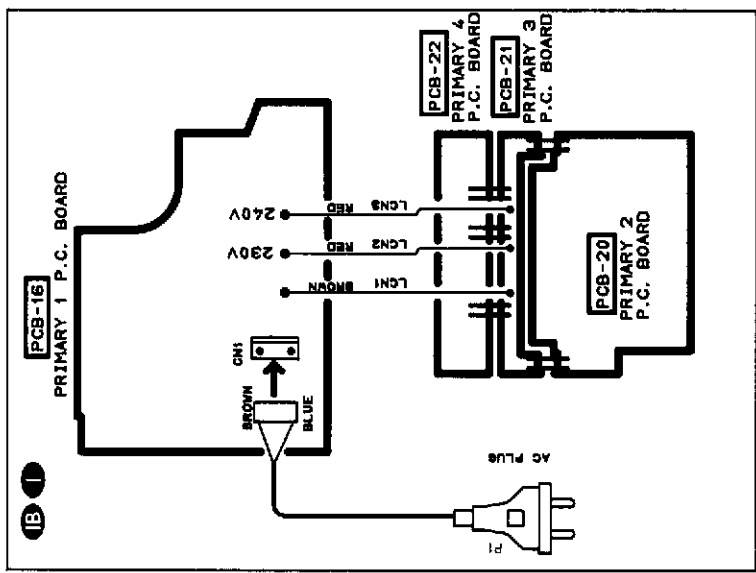 IB I
PCB-16
PRIMARY 1 P.C. BOARD
PCB-22
PRIMARY 4
P.C. BOARD
PCB-21
PRIMARY 3
P.C. BOARD
240V
RED
LCN3
230V
RED
LCN2
BROWN
LCN1
CN1
BROWN
BLUE
PCB-20
PRIMARY 2
P.C. BOARD
AC PLUG
P1